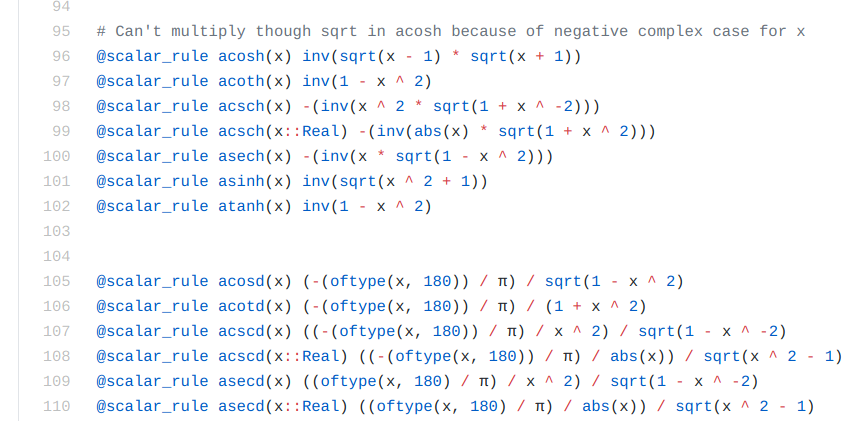 94
95 # Can't multiply though sqrt in acosh because of negative complex case for x
96 @scalar_rule acosh(x) inv(sqrt(x - 1) * sqrt(x + 1))
97 @scalar_rule acoth(x) inv(1 - x ^ 2)
98 @scalar_rule acsch(x) -(inv(x ^ 2 * sqrt(1 + x ^ -2)))
99 @scalar_rule acsch(x::Real) -(inv(abs(x) * sqrt(1 + x ^ 2)))
100 @scalar_rule asech(x) -(inv(x * sqrt(1 - x ^ 2)))
101 @scalar_rule asinh(x) inv(sqrt(x ^ 2 + 1))
102 @scalar_rule atanh(x) inv(1 - x ^ 2)
103
104
105 @scalar_rule acosd(x) (-(oftype(x, 180)) / π) / sqrt(1 - x ^ 2)
106 @scalar_rule acotd(x) (-(oftype(x, 180)) / π) / (1 + x ^ 2)
107 @scalar_rule acscd(x) ((-(oftype(x, 180)) / π) / x ^ 2) / sqrt(1 - x ^ -2)
108 @scalar_rule acscd(x::Real) ((-(oftype(x, 180)) / π) / abs(x)) / sqrt(x ^ 2 - 1)
109 @scalar_rule asecd(x) ((oftype(x, 180) / π) / x ^ 2) / sqrt(1 - x ^ -2)
110 @scalar_rule asecd(x::Real) ((oftype(x, 180) / π) / abs(x)) / sqrt(x ^ 2 - 1)